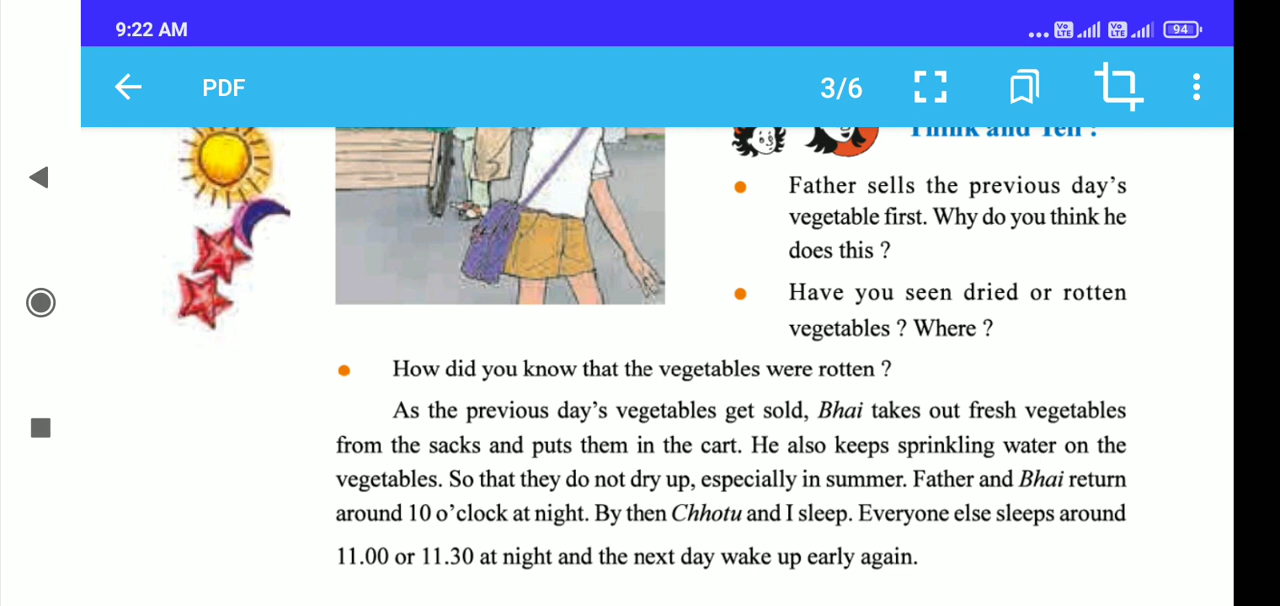 9:22 AM
94
PDF
3/6
Think and Tell :
Father sells the previous day’s
vegetable first. Why do you think he
does this ?
Have you seen dried or rotten
vegetables ? Where ?
How did you know that the vegetables were rotten ?
As the previous day’s vegetables get sold, Bhai takes out fresh vegetables
from the sacks and puts them in the cart. He also keeps sprinkling water on the
vegetables. So that they do not dry up, especially in summer. Father and Bhai return
around 10 o’clock at night. By then Chhotu and I sleep. Everyone else sleeps around
11.00 or 11.30 at night and the next day wake up early again.